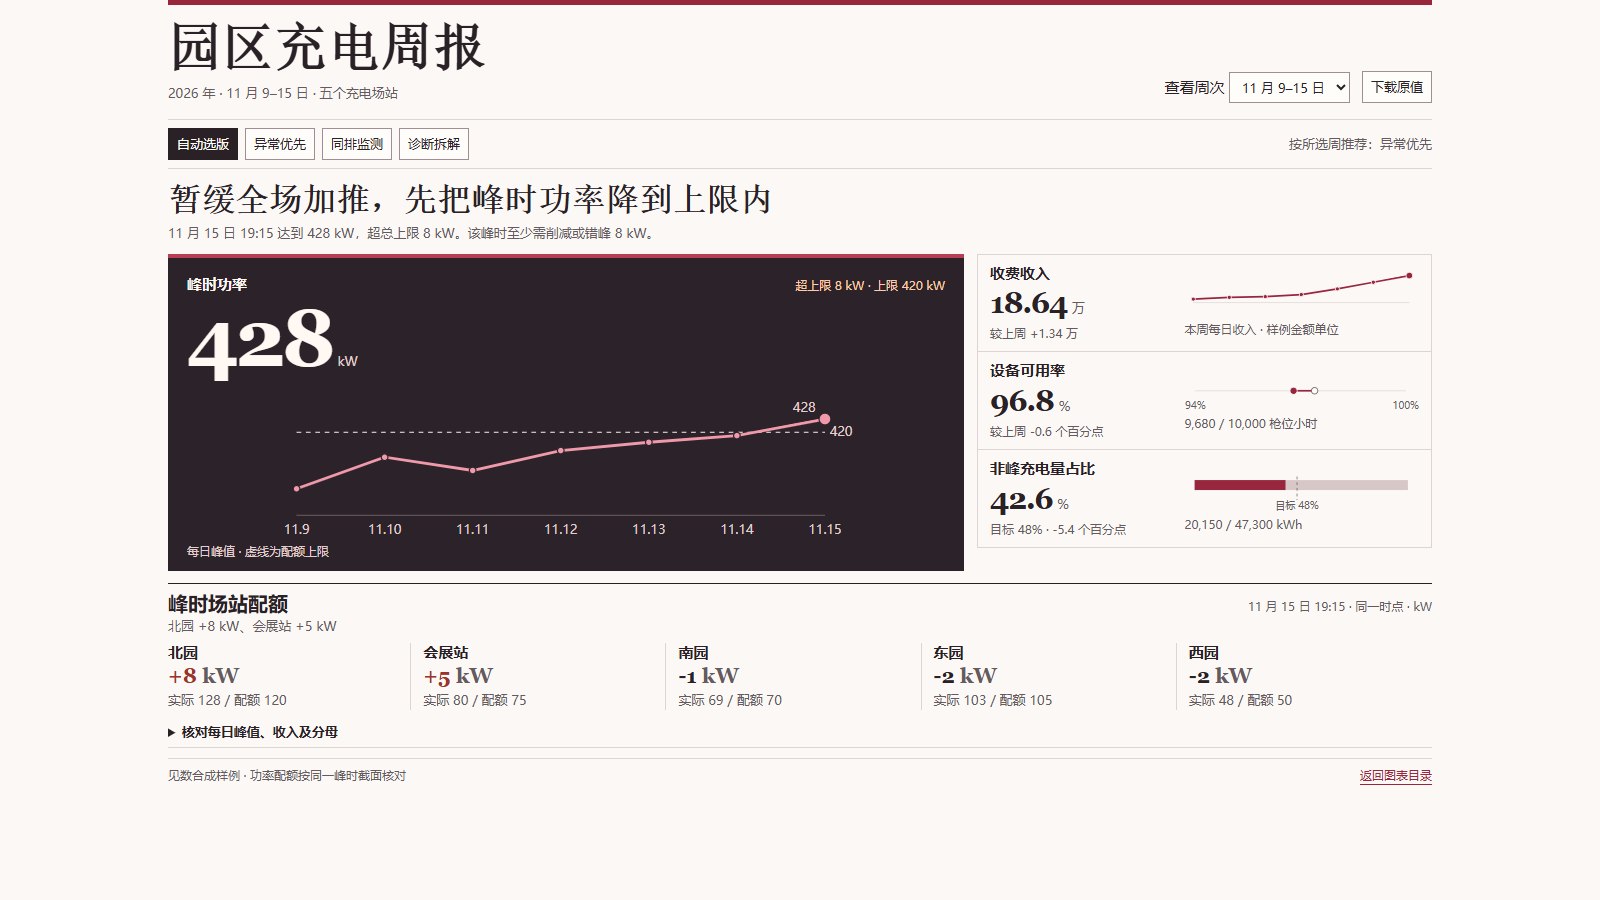 园区充电周报
2026 年 · 11 月 9–15 日 · 五个充电场站
查看周次 11 月 9–15 日 下载原值
自动选版 异常优先 同排监测 诊断拆解 按所选周推荐：异常优先
暂缓全场加推，先把峰时功率降到上限内
11 月 15 日 19:15 达到 428 kW，超总上限 8 kW。该峰时至少需削减或错峰 8 kW。
峰时功率 超上限 8 kW · 上限 420 kW
428 kW
428
420
11.9 11.10 11.11 11.12 11.13 11.14 11.15
每日峰值 · 虚线为配额上限
收费收入
18.64 万
较上周 +1.34 万
本周每日收入 · 样例金额单位
设备可用率
96.8 %
较上周 -0.6 个百分点
94% 100%
9,680 / 10,000 枪位小时
非峰充电量占比
42.6 %
目标 48% · -5.4 个百分点
目标 48%
20,150 / 47,300 kWh
峰时场站配额
11 月 15 日 19:15 · 同一时点 · kW
北园 +8 kW、会展站 +5 kW
北园 会展站 南园 东园 西园
+8 kW +5 kW -1 kW -2 kW -2 kW
实际 128 / 配额 120 实际 80 / 配额 75 实际 69 / 配额 70 实际 103 / 配额 105 实际 48 / 配额 50
核对每日峰值、收入及分母
见数合成样例 · 功率配额按同一峰时截面核对 返回图表目录